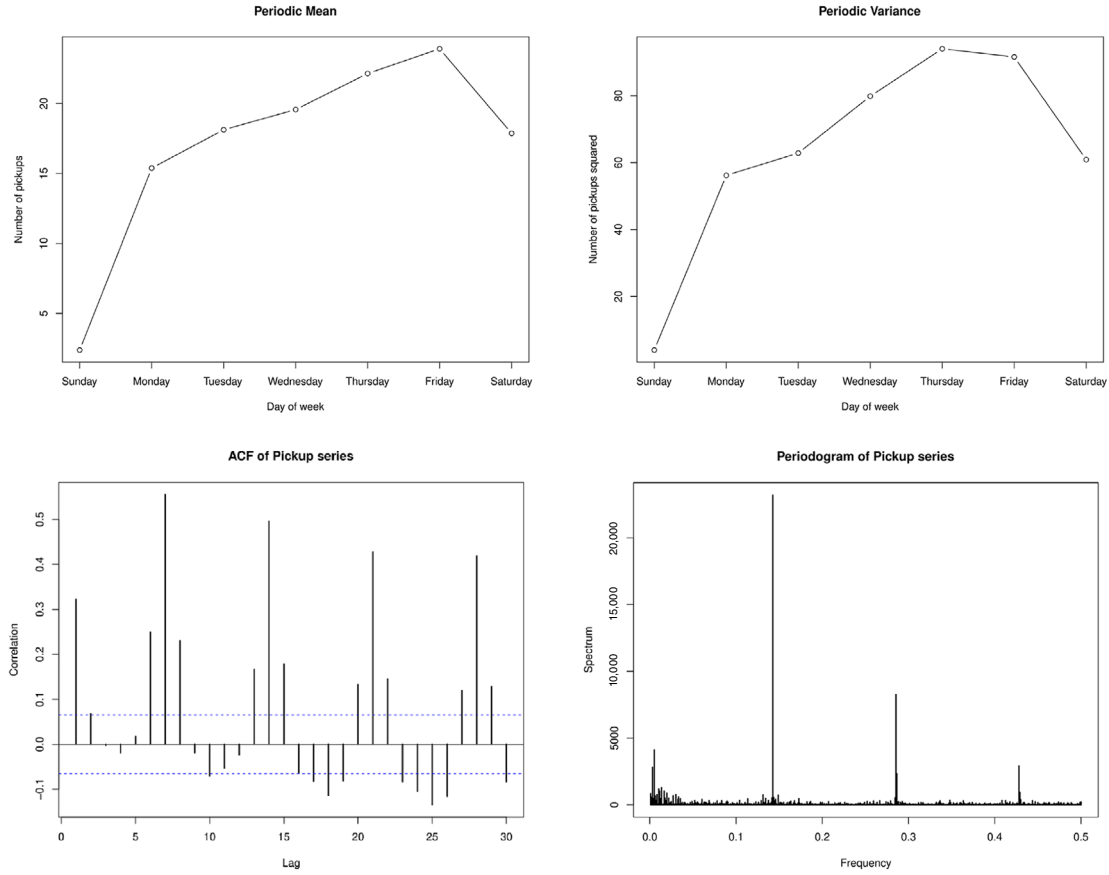 Periodic Mean
Number of pickups
20
15
10
5
Sunday Monday Tuesday Wednesday Thursday Friday Saturday
Day of week
Periodic Variance
Number of pickups squared
80
60
40
20
Sunday Monday Tuesday Wednesday Thursday Friday Saturday
Day of week
ACF of Pickup series
Correlation
0.5
0.4
0.3
0.2
0.1
0.0
−0.1
0 5 10 15 20 25 30
Lag
Periodogram of Pickup series
Spectrum
20,000
15,000
10,000
5000
0
0.0 0.1 0.2 0.3 0.4 0.5
Frequency